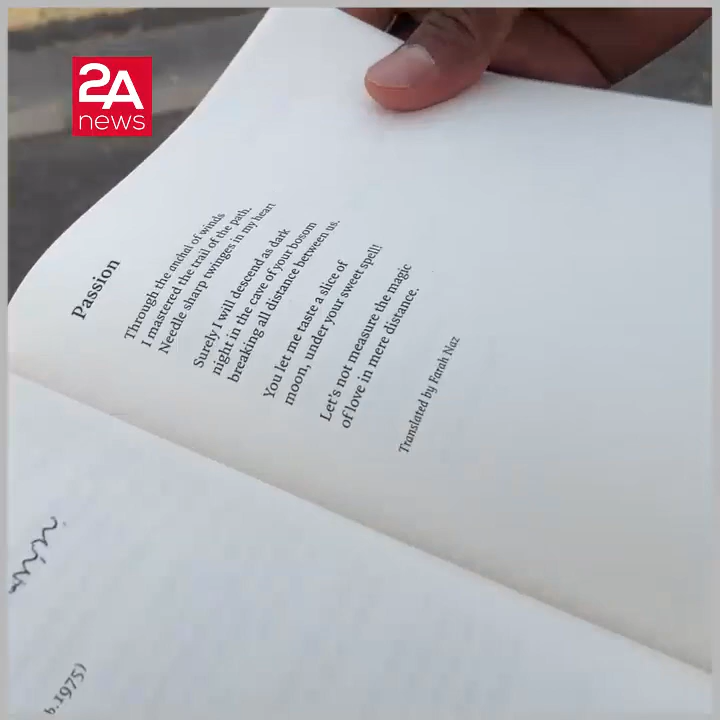 2A
news
Passion
Through the anchal of winds
I mastered the trail of the path.
Needle sharp twinges in my heart
Surely I will descend as dark
night in the cave of your bosom
breaking all distance between us.
You let me taste a slice of
moon, under your sweet spell!
Let's not measure the magic
of love in mere distance.
Translated by Farah Naz
b.1975)